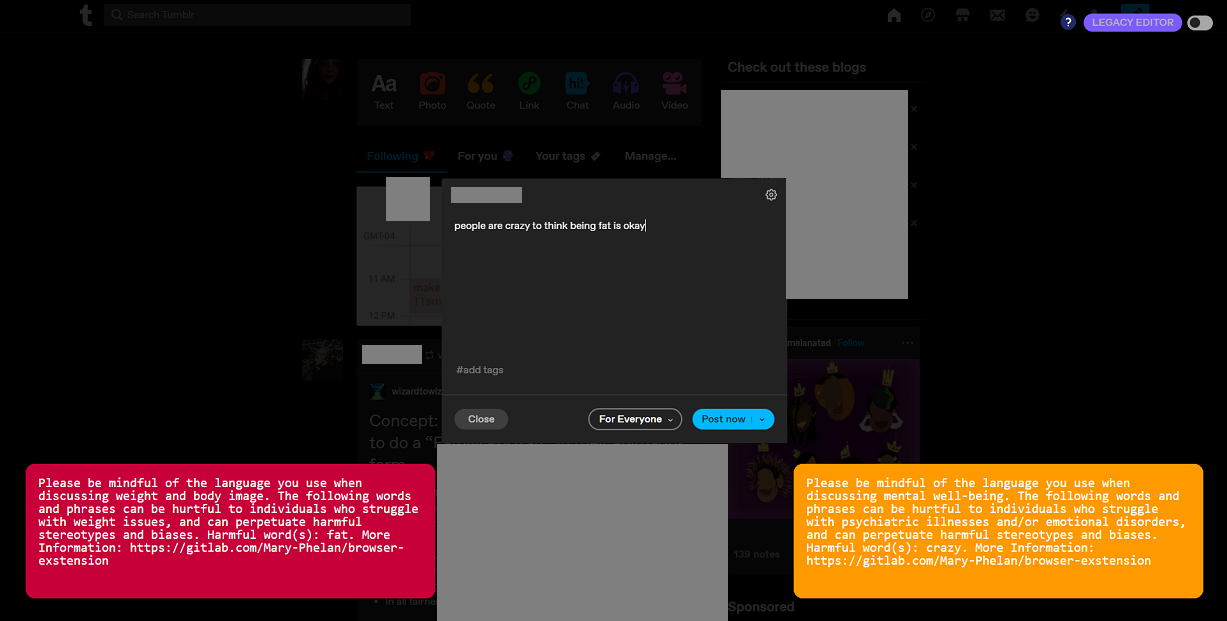 t Search Tumblr
? LEGACY EDITOR
Aa
hi!
Text Photo Quote Link Chat Audio Video
Check out these blogs
Following For you Your tags Manage...
people are crazy to think being fat is okay
GMT-04
11 AM
make
11am
12 PM
#add tags
Close For Everyone Post now
melanated Follow
wizardtowiz
Concept:
to do a
139 notes
Please be mindful of the language you use when
discussing weight and body image. The following words
and phrases can be hurtful to individuals who struggle
with weight issues, and can perpetuate harmful
stereotypes and biases. Harmful word(s): fat. More
Information: https://gitlab.com/Mary-Phelan/browser-
exstension
Please be mindful of the language you use when
discussing mental well-being. The following words and
phrases can be hurtful to individuals who struggle
with psychiatric illnesses and/or emotional disorders,
and can perpetuate harmful stereotypes and biases.
Harmful word(s): crazy. More Information:
https://gitlab.com/Mary-Phelan/browser-exstension
In all fairne
Sponsored